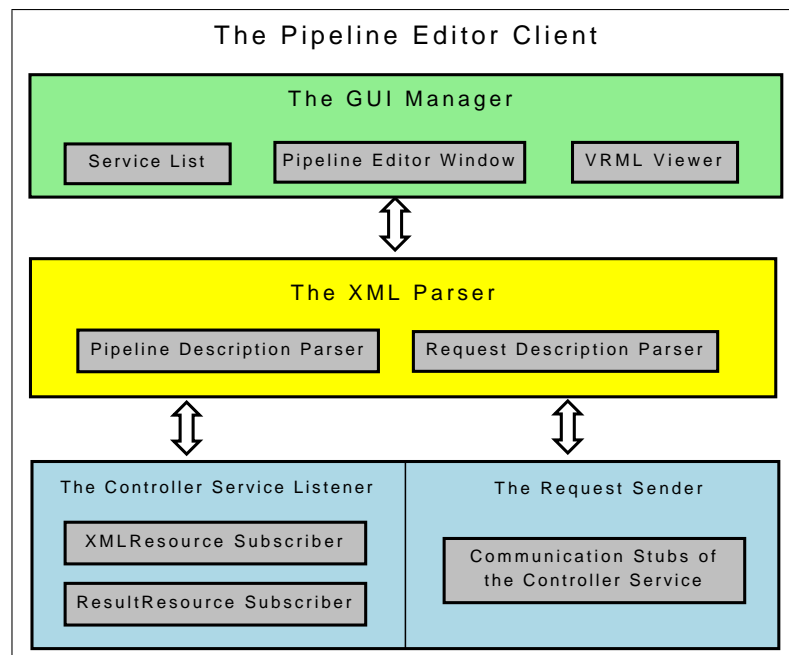 The Pipeline Editor Client
The GUI Manager
Service List
Pipeline Editor Window
VRML Viewer
The XML Parser
Pipeline Description Parser
Request Description Parser
The Controller Service Listener
XMLResource Subscriber
ResultResource Subscriber
The Request Sender
Communication Stubs of
the Controller Service